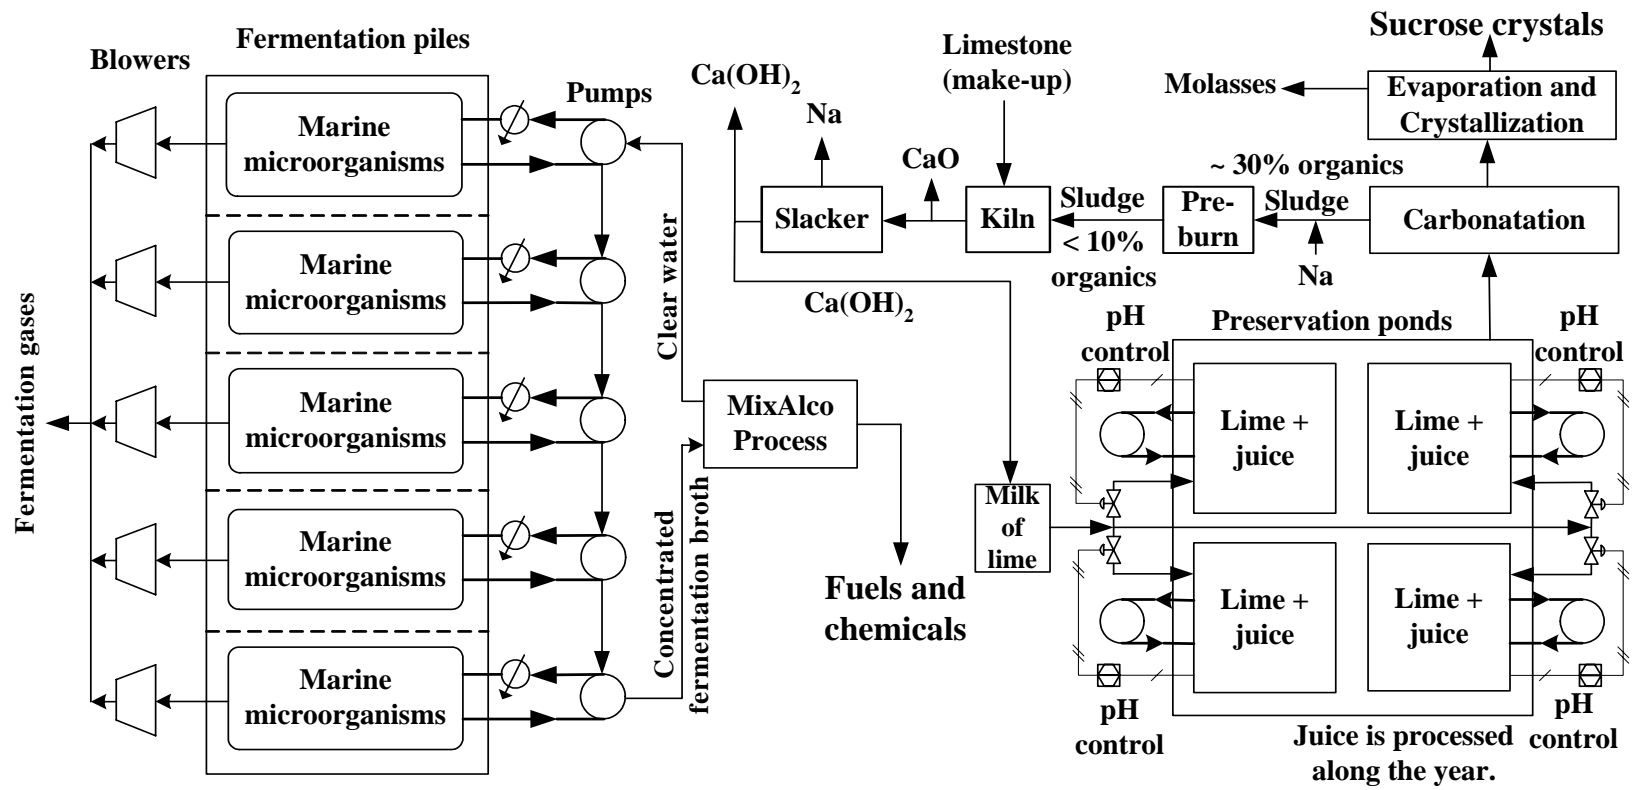 Sucrose crystals
Fermentation piles
Blowers
Limestone
(make-up)
Ca(OH)2
Molasses
Evaporation and
Crystallization
Pumps
Na
Marine
microorganisms
CaO
~ 30% organics
Slacker
Kiln
Sludge
< 10%
organics
Pre-
burn
Sludge
Na
Carbonatation
Marine
microorganisms
Clear water
Ca(OH)2
pH
control
Preservation ponds
pH
control
Fermentation gases
Marine
microorganisms
MixAlco
Process
Lime +
juice
Lime +
juice
Concentrated
fermentation broth
Milk
of
lime
Marine
microorganisms
Fuels and
chemicals
Lime +
juice
Lime +
juice
Marine
microorganisms
pH
control
pH
control
Juice is processed
along the year.